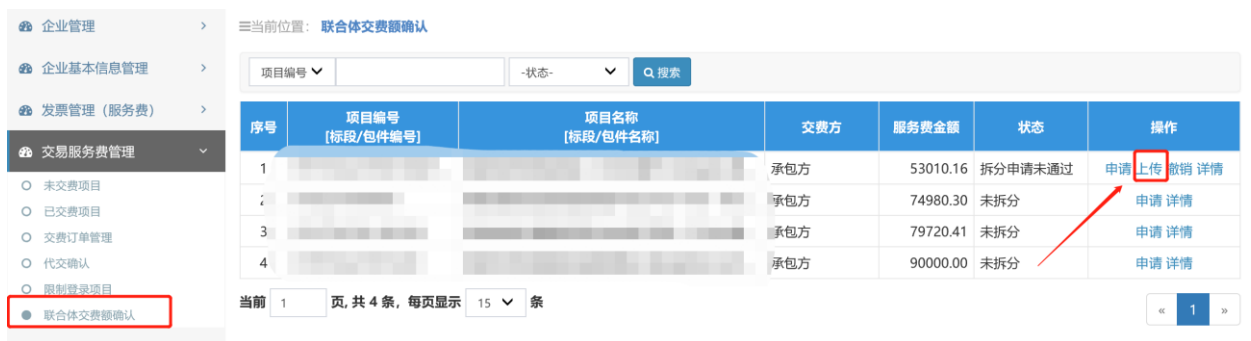 企业管理
企业基本信息管理
发票管理（服务费）
交易服务费管理
未交费项目
已交费项目
交费订单管理
代交确认
限制登录项目
联合体交费额确认
当前位置： 联合体交费额确认
项目编号 -状态- 搜索
序号 项目编号 [标段/包件编号] 项目名称 [标段/包件名称] 交费方 服务费金额 状态 操作
1 承包方 53010.16 拆分申请未通过 申请 上传 撤销 详情
2 承包方 74980.30 未拆分 申请 详情
3 承包方 79720.41 未拆分 申请 详情
4 承包方 90000.00 未拆分 申请 详情
当前 1 页, 共 4 条，每页显示 15 条
« 1 »